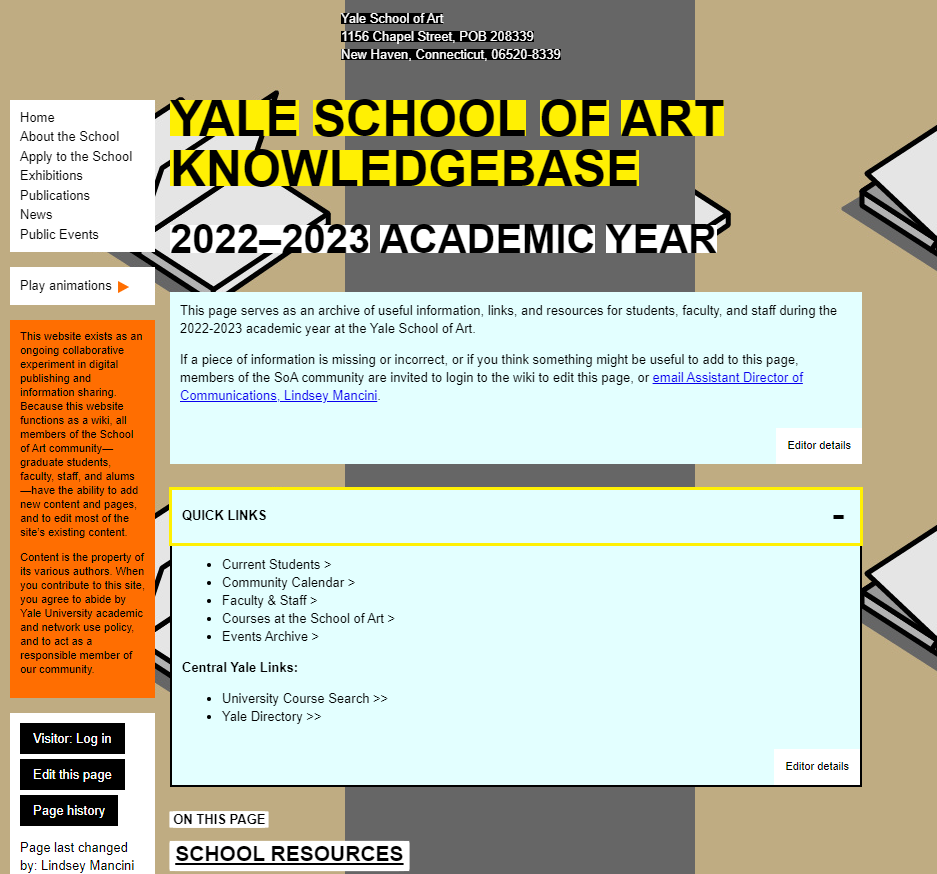 Yale School of Art
1156 Chapel Street, POB 208339
New Haven, Connecticut, 06520-8339
Home
About the School
Apply to the School
Exhibitions
Publications
News
Public Events
Play animations
This website exists as an
ongoing collaborative
experiment in digital
publishing and
information sharing.
Because this website
functions as a wiki, all
members of the School
of Art community—
graduate students,
faculty, staff, and alums
—have the ability to add
new content and pages,
and to edit most of the
site's existing content.
Content is the property of
its various authors. When
you contribute to this site,
you agree to abide by
Yale University academic
and network use policy,
and to act as a
responsible member of
our community.
Visitor: Log in
Edit this page
Page history
Page last changed
by: Lindsey Mancini
YALE SCHOOL OF ART
KNOWLEDGEBASE
2022–2023 ACADEMIC YEAR
This page serves as an archive of useful information, links, and resources for students, faculty, and staff during the
2022-2023 academic year at the Yale School of Art.
If a piece of information is missing or incorrect, or if you think something might be useful to add to this page,
members of the SoA community are invited to login to the wiki to edit this page, or email Assistant Director of
Communications, Lindsey Mancini.
Editor details
QUICK LINKS
Current Students >
Community Calendar >
Faculty & Staff >
Courses at the School of Art >
Events Archive >
Central Yale Links:
University Course Search >>
Yale Directory >>
Editor details
ON THIS PAGE
SCHOOL RESOURCES